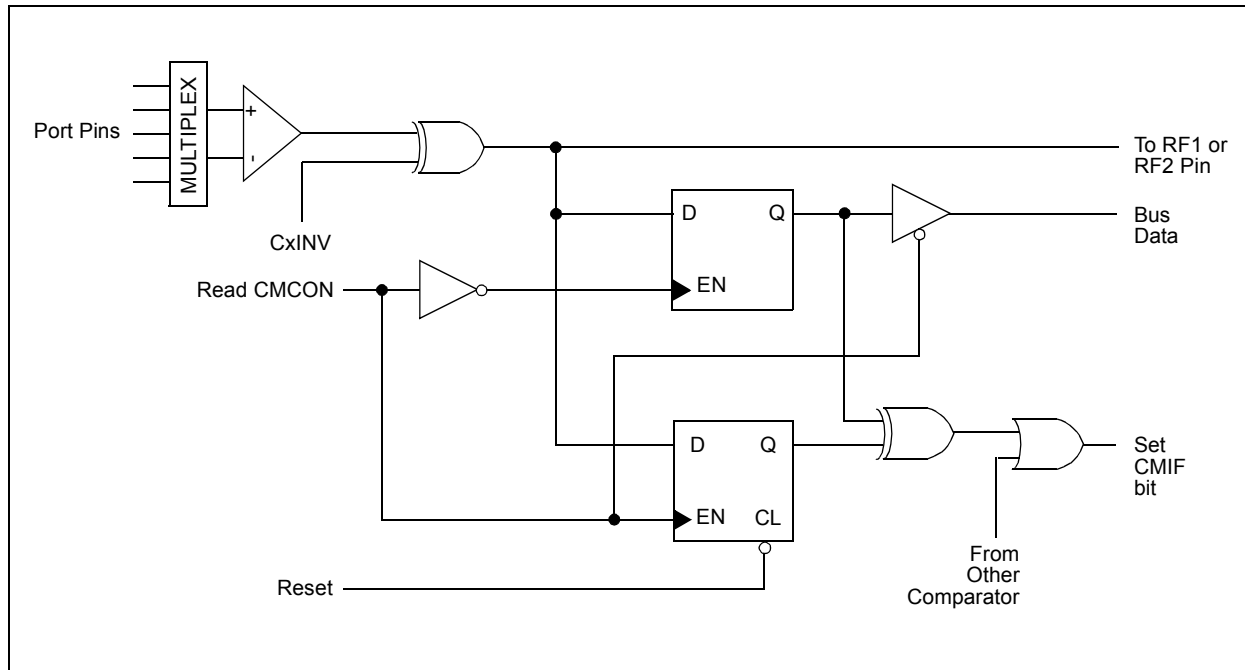 MULTIPLEX
+
-
Port Pins
CxINV
To RF1 or
RF2 Pin
D
Q
EN
Bus
Data
Read CMCON
D
Q
EN
CL
Set
CMIF
bit
From
Other
Comparator
Reset